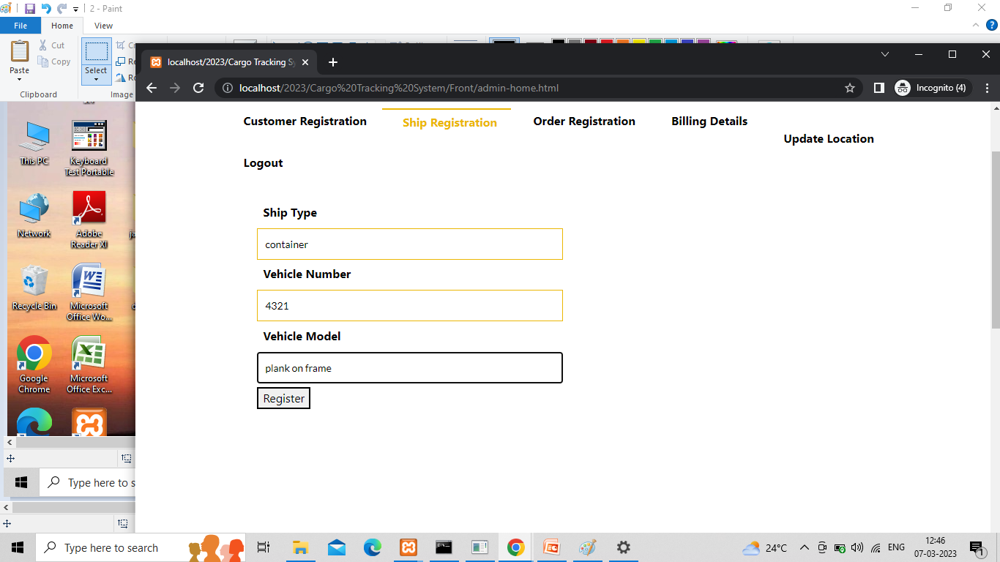 2 - Paint
File Home View
Paste
Cut
Copy
Select
Clipboard
Image
localhost/2023/Cargo Tracking Sy
localhost/2023/Cargo%20Tracking%20System/Front/admin-home.html
Incognito (4)
Customer Registration Ship Registration Order Registration Billing Details
Update Location
Logout
Ship Type
container
Vehicle Number
4321
Vehicle Model
plank on frame
Register
This PC
Keyboard
Test Portable
Network
Adobe
Reader XI
Recycle Bin
Microsoft
Office Wo...
Google
Chrome
Microsoft
Office Exc...
Type here to s
Type here to search
24°C
ENG
12:46
07-03-2023
1